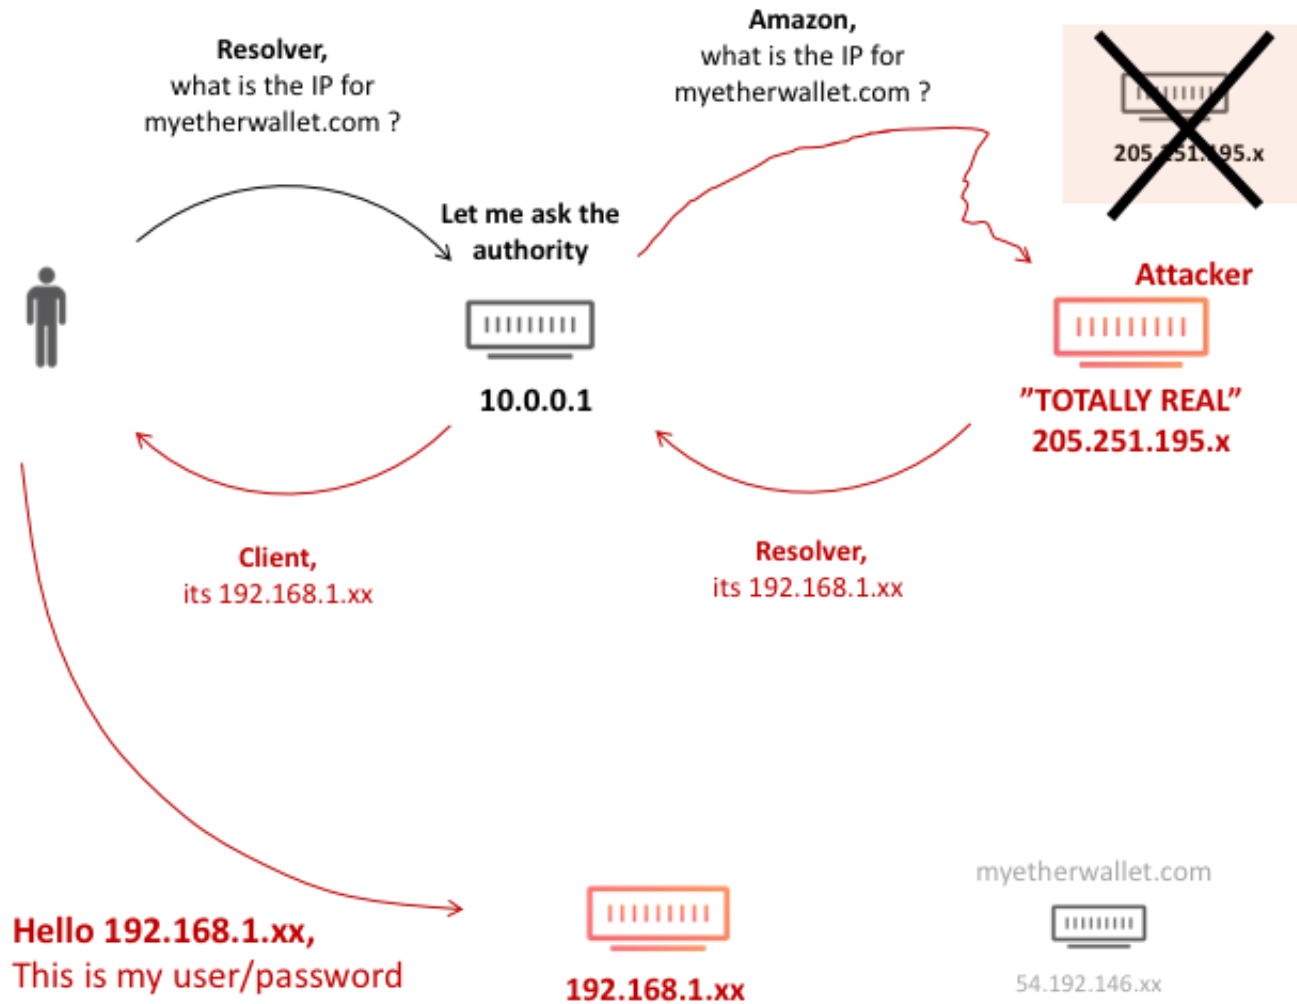 Resolver,
what is the IP for
myetherwallet.com ?
Amazon,
what is the IP for
myetherwallet.com ?
205.251.195.x
Let me ask the
authority
10.0.0.1
Attacker
”TOTALLY REAL”
205.251.195.x
Client,
its 192.168.1.xx
Resolver,
its 192.168.1.xx
Hello 192.168.1.xx,
This is my user/password
192.168.1.xx
myetherwallet.com
54.192.146.xx